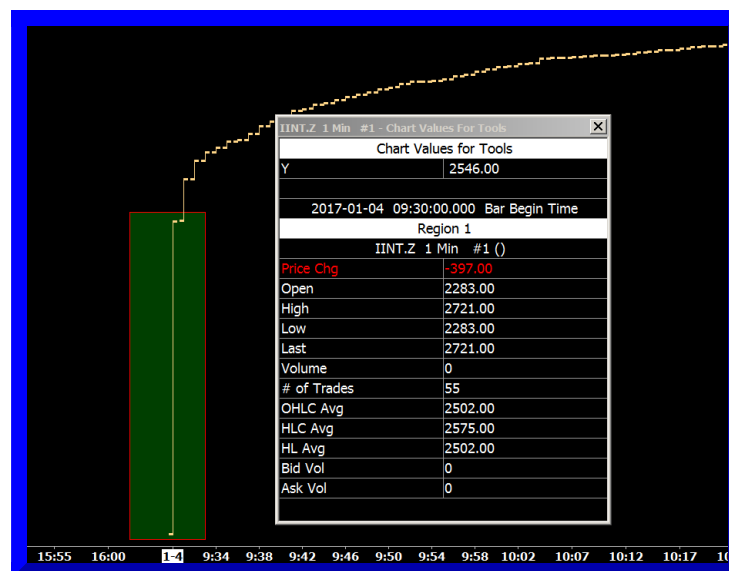 IINT.Z 1 Min #1 - Chart Values For Tools
Chart Values for Tools
Y 2546.00
2017-01-04 09:30:00.000 Bar Begin Time
Region 1
IINT.Z 1 Min #1 ()
Price Chg -397.00
Open 2283.00
High 2721.00
Low 2283.00
Last 2721.00
Volume 0
# of Trades 55
OHLC Avg 2502.00
HLC Avg 2575.00
HL Avg 2502.00
Bid Vol 0
Ask Vol 0
15:55 16:00 1-4 9:34 9:38 9:42 9:46 9:50 9:54 9:58 10:02 10:07 10:12 10:17